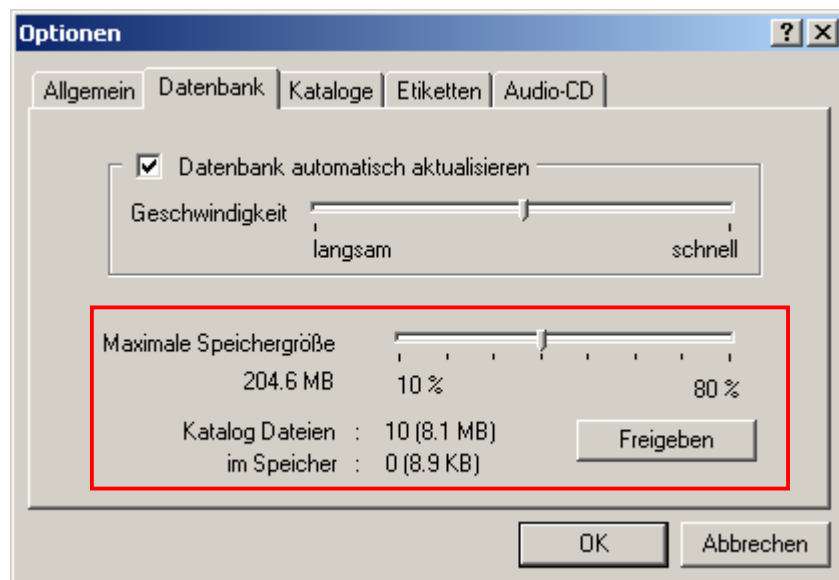 Optionen
Allgemein Datenbank Kataloge Etiketten Audio-CD
Datenbank automatisch aktualisieren
Geschwindigkeit
langsam schnell
Maximale Speichergröße
204.6 MB 10 % 80 %
Katalog Dateien : 10 (8.1 MB)
im Speicher : 0 (8.9 KB)
Freigeben
OK Abbrechen